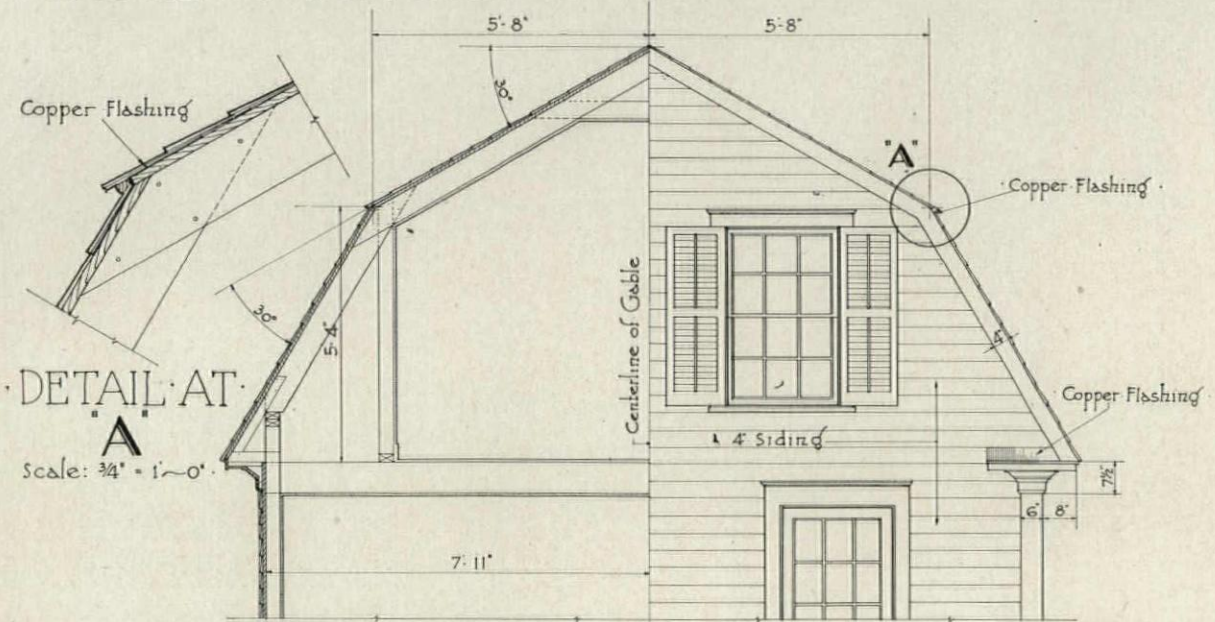 5'-8"
5'-8"
Copper Flashing
30°
"A"
Copper Flashing
30°
5'-4"
Centerline of Gable
4"
DETAIL AT
"A"
Scale: ¾" = 1'~0"
Copper Flashing
4" Siding
7½"
6"
8"
7'-11"